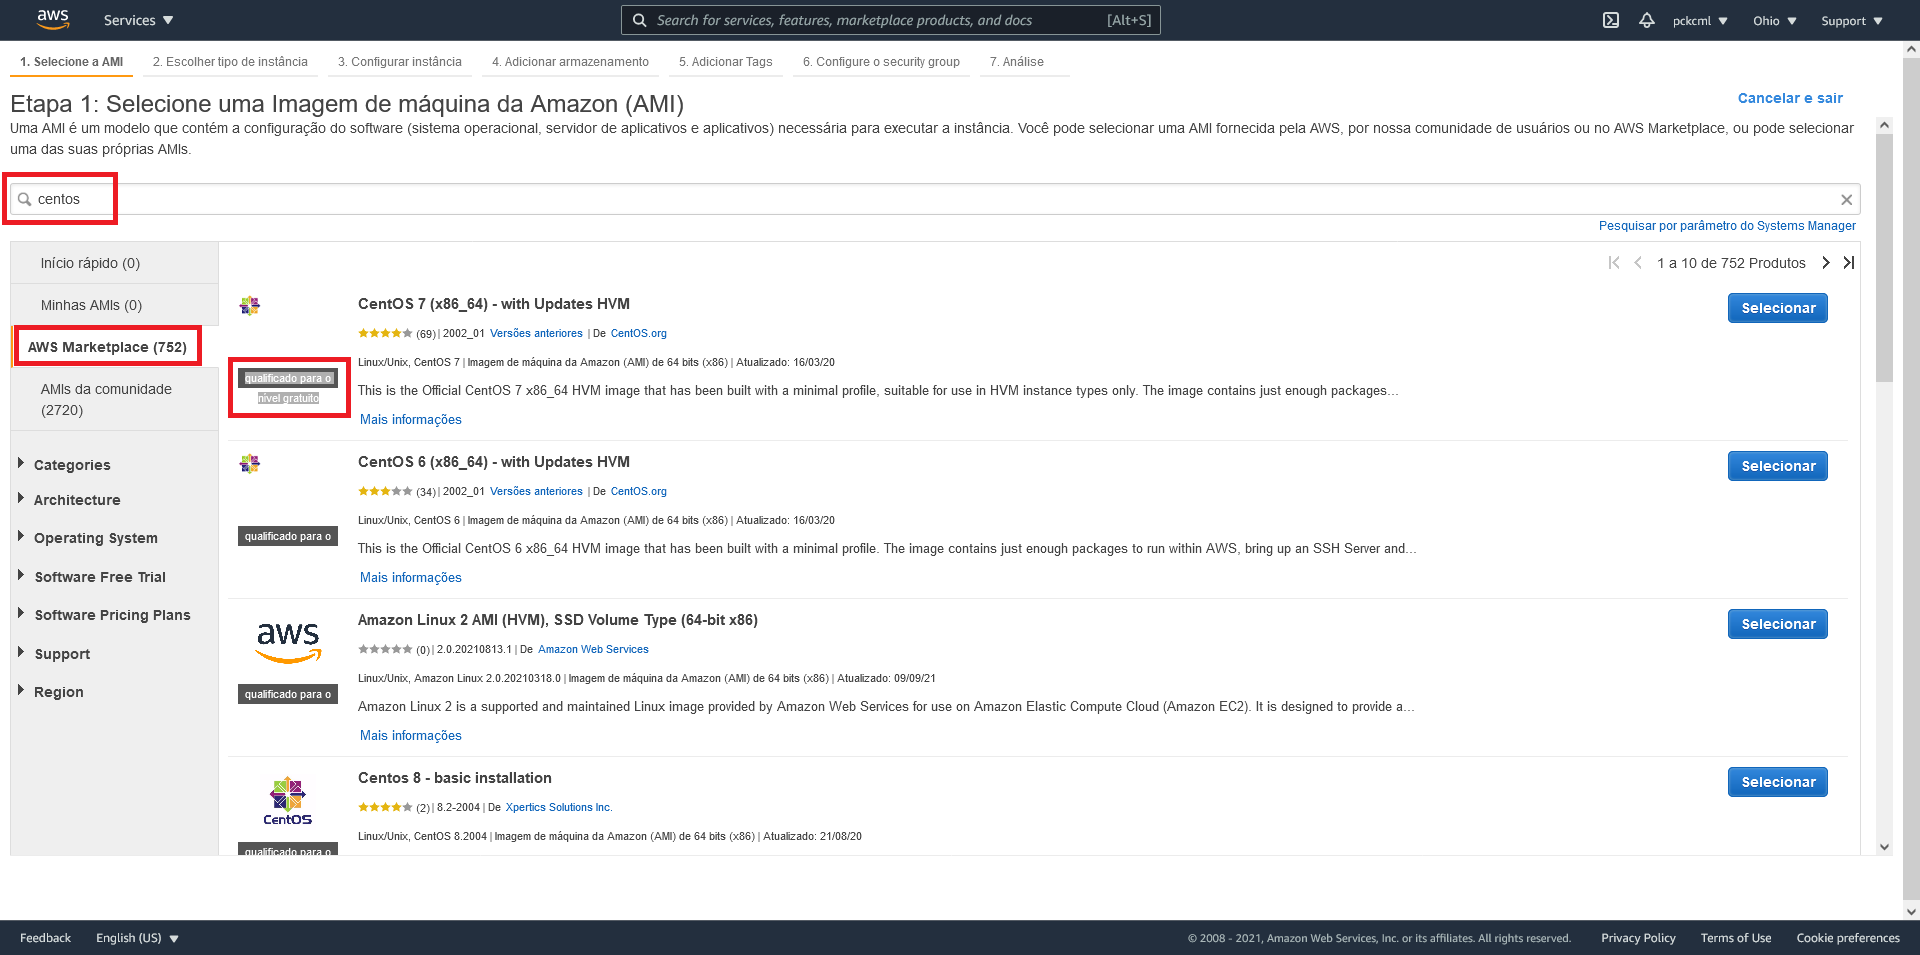 aws Services Search for services, features, marketplace products, and docs [Alt+S] pckcml Ohio Support
1. Selecione a AMI 2. Escolher tipo de instância 3. Configurar instância 4. Adicionar armazenamento 5. Adicionar Tags 6. Configure o security group 7. Análise
Etapa 1: Selecione uma Imagem de máquina da Amazon (AMI) Cancelar e sair
Uma AMI é um modelo que contém a configuração do software (sistema operacional, servidor de aplicativos e aplicativos) necessária para executar a instância. Você pode selecionar uma AMI fornecida pela AWS, por nossa comunidade de usuários ou no AWS Marketplace, ou pode selecionar
uma das suas próprias AMIs.
centos
Pesquisar por parâmetro do Systems Manager
Início rápido (0)
Minhas AMIs (0)
AWS Marketplace (752)
AMIs da comunidade
(2720)
Categories
Architecture
Operating System
Software Free Trial
Software Pricing Plans
Support
Region
1 a 10 de 752 Produtos
CentOS 7 (x86_64) - with Updates HVM Selecionar
(69) | 2002_01 Versões anteriores | De CentOS.org
Linux/Unix, CentOS 7 | Imagem de máquina da Amazon (AMI) de 64 bits (x86) | Atualizado: 16/03/20
qualificado para o
nível gratuito
This is the Official CentOS 7 x86_64 HVM image that has been built with a minimal profile, suitable for use in HVM instance types only. The image contains just enough packages...
Mais informações
CentOS 6 (x86_64) - with Updates HVM Selecionar
(34) | 2002_01 Versões anteriores | De CentOS.org
Linux/Unix, CentOS 6 | Imagem de máquina da Amazon (AMI) de 64 bits (x86) | Atualizado: 16/03/20
qualificado para o
This is the Official CentOS 6 x86_64 HVM image that has been built with a minimal profile. The image contains just enough packages to run within AWS, bring up an SSH Server and...
Mais informações
aws
Amazon Linux 2 AMI (HVM), SSD Volume Type (64-bit x86) Selecionar
(0) | 2.0.20210813.1 | De Amazon Web Services
Linux/Unix, Amazon Linux 2.0.20210318.0 | Imagem de máquina da Amazon (AMI) de 64 bits (x86) | Atualizado: 09/09/21
qualificado para o
Amazon Linux 2 is a supported and maintained Linux image provided by Amazon Web Services for use on Amazon Elastic Compute Cloud (Amazon EC2). It is designed to provide a...
Mais informações
Centos 8 - basic installation Selecionar
(2) | 8.2-2004 | De Xpertics Solutions Inc.
CentOS
Linux/Unix, CentOS 8.2004 | Imagem de máquina da Amazon (AMI) de 64 bits (x86) | Atualizado: 21/08/20
qualificado para o
Feedback English (US) © 2008 - 2021, Amazon Web Services, Inc. or its affiliates. All rights reserved. Privacy Policy Terms of Use Cookie preferences